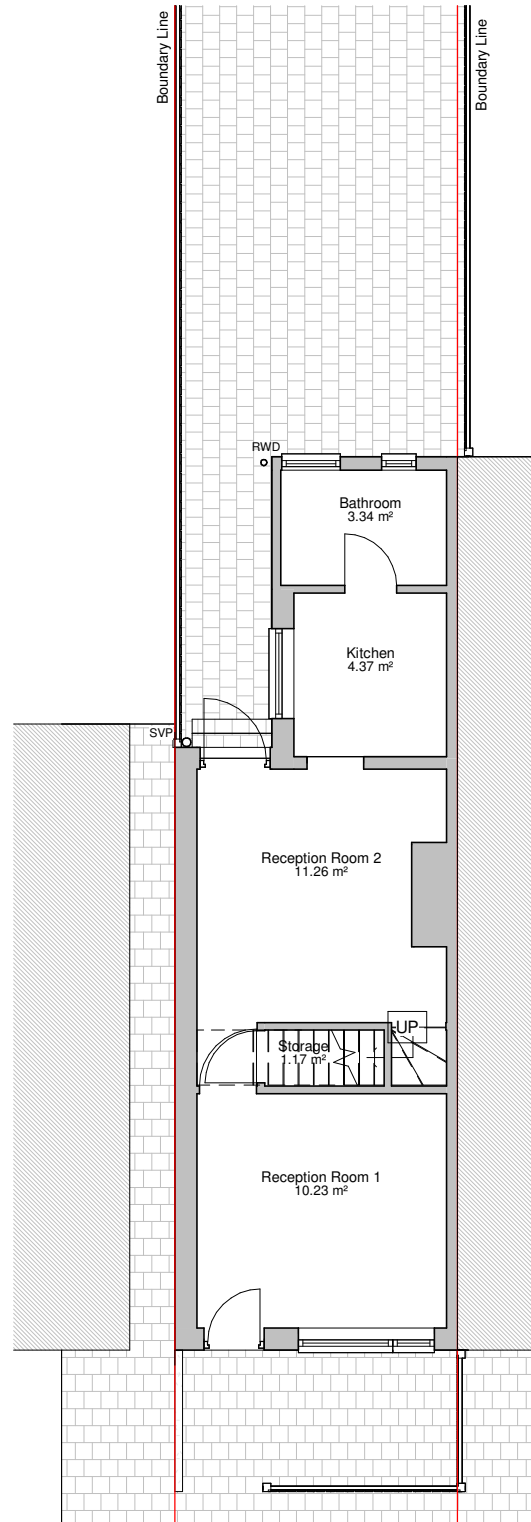 Boundary Line
Boundary Line
RWD
Bathroom
3.34 m²
Kitchen
4.37 m²
SVP
Reception Room 2
11.26 m²
UP
Storage
1.17 m²
Reception Room 1
10.23 m²